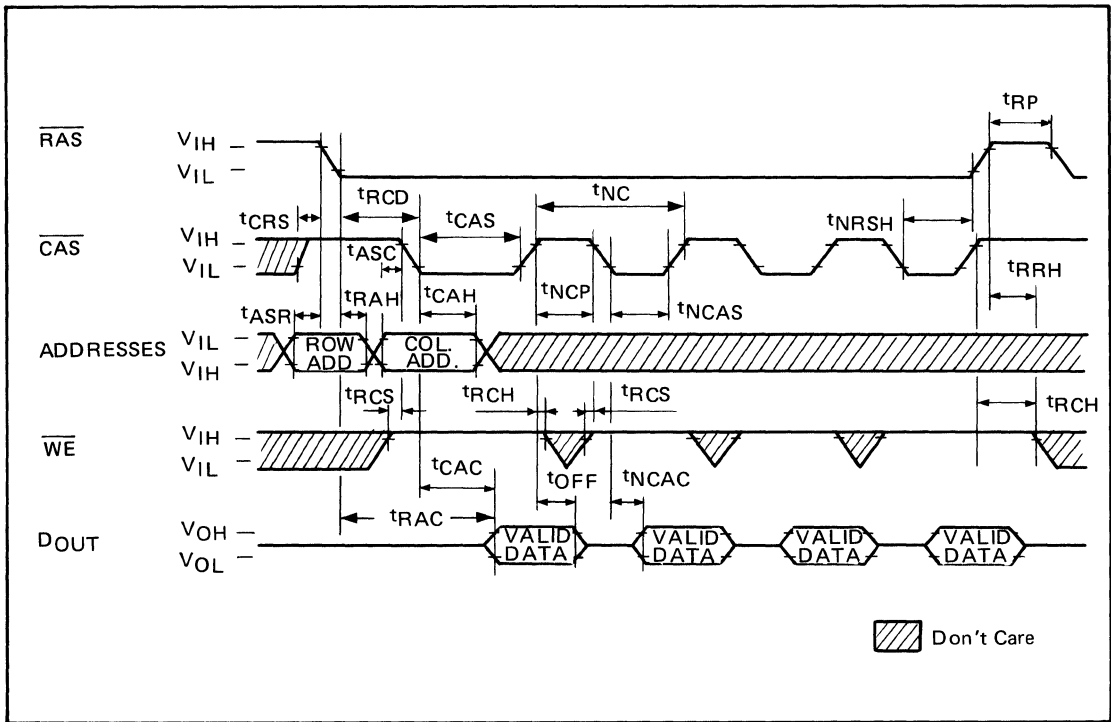 tRP
RAS
VIH
VIL
tRCD
tNC
tCRS
tCAS
tNRSH
CAS
VIH
VIL
tASC
tRRH
tRAH
tCAH
tNCP
tNCAS
tASR
ADDRESSES
VIL
VIH
ROW
ADD
COL.
ADD.
tRCS
tRCH
tRCS
tRCH
WE
VIH
VIL
tCAC
tOFF
tNCAC
tRAC
DOUT
VOH
VOL
VALID
DATA
VALID
DATA
VALID
DATA
VALID
DATA
Don't Care